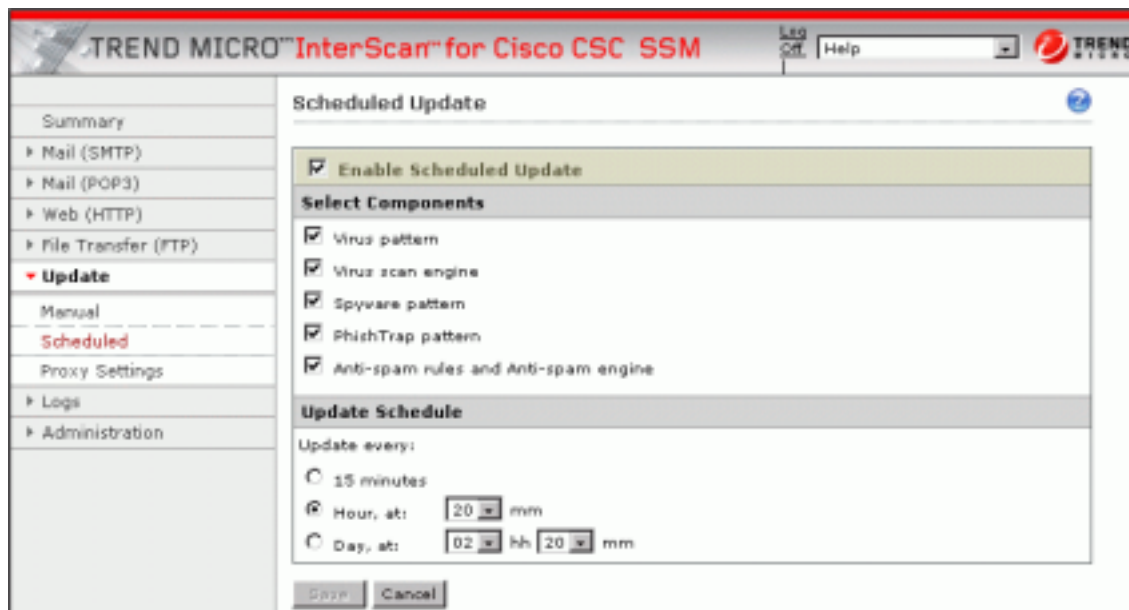 TREND MICRO™ InterScan™ for Cisco CSC SSM
Log Off
Help
TREND MICRO
Summary
Mail (SMTP)
Mail (POP3)
Web (HTTP)
File Transfer (FTP)
Update
Manual
Scheduled
Proxy Settings
Logs
Administration
Scheduled Update
?
Enable Scheduled Update
Select Components
Virus pattern
Virus scan engine
Spyware pattern
PhishTrap pattern
Anti-spam rules and Anti-spam engine
Update Schedule
Update every:
15 minutes
Hour, at: 20 mm
Day, at: 02 hh 20 mm
Save Cancel